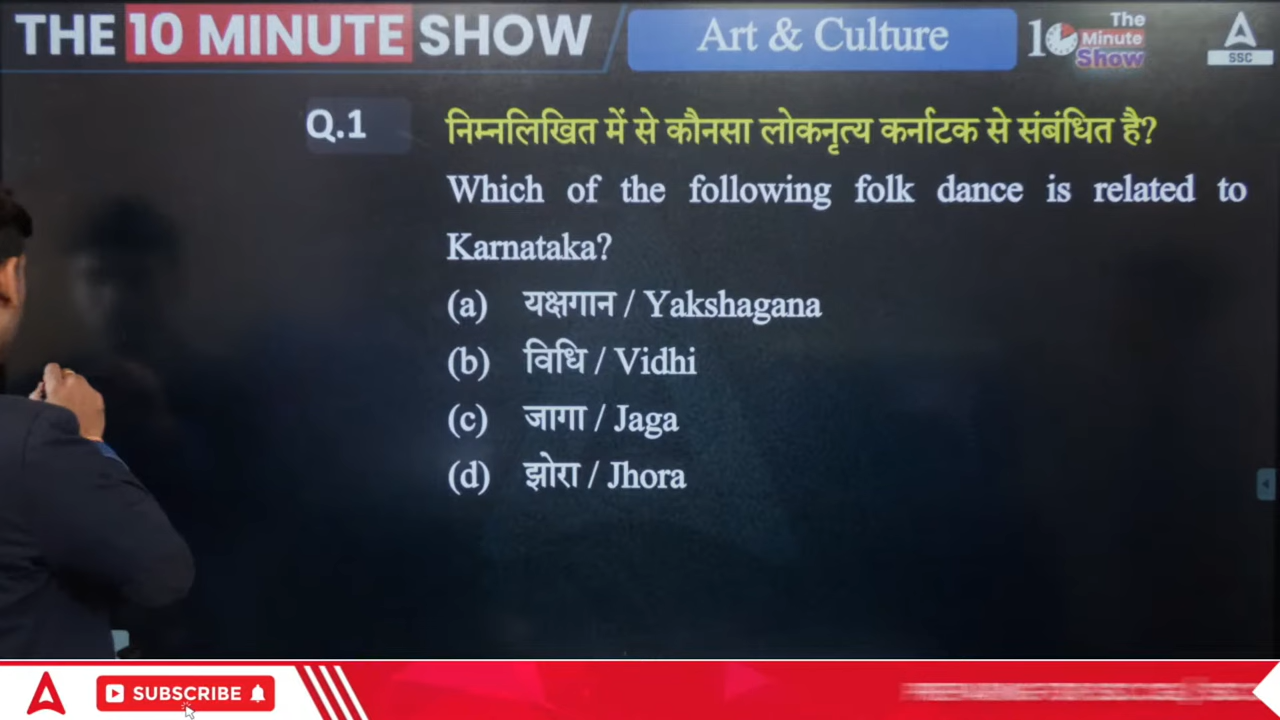 THE 10 MINUTE SHOW
Art & Culture
The
10 Minute
Show
SSC
Q.1
निम्नलिखित में से कौनसा लोकनृत्य कर्नाटक से संबंधित है?
Which of the following folk dance is related to
Karnataka?
(a) यक्षगान / Yakshagana
(b) विधि / Vidhi
(c) जागा / Jaga
(d) झोरा / Jhora
SUBSCRIBE